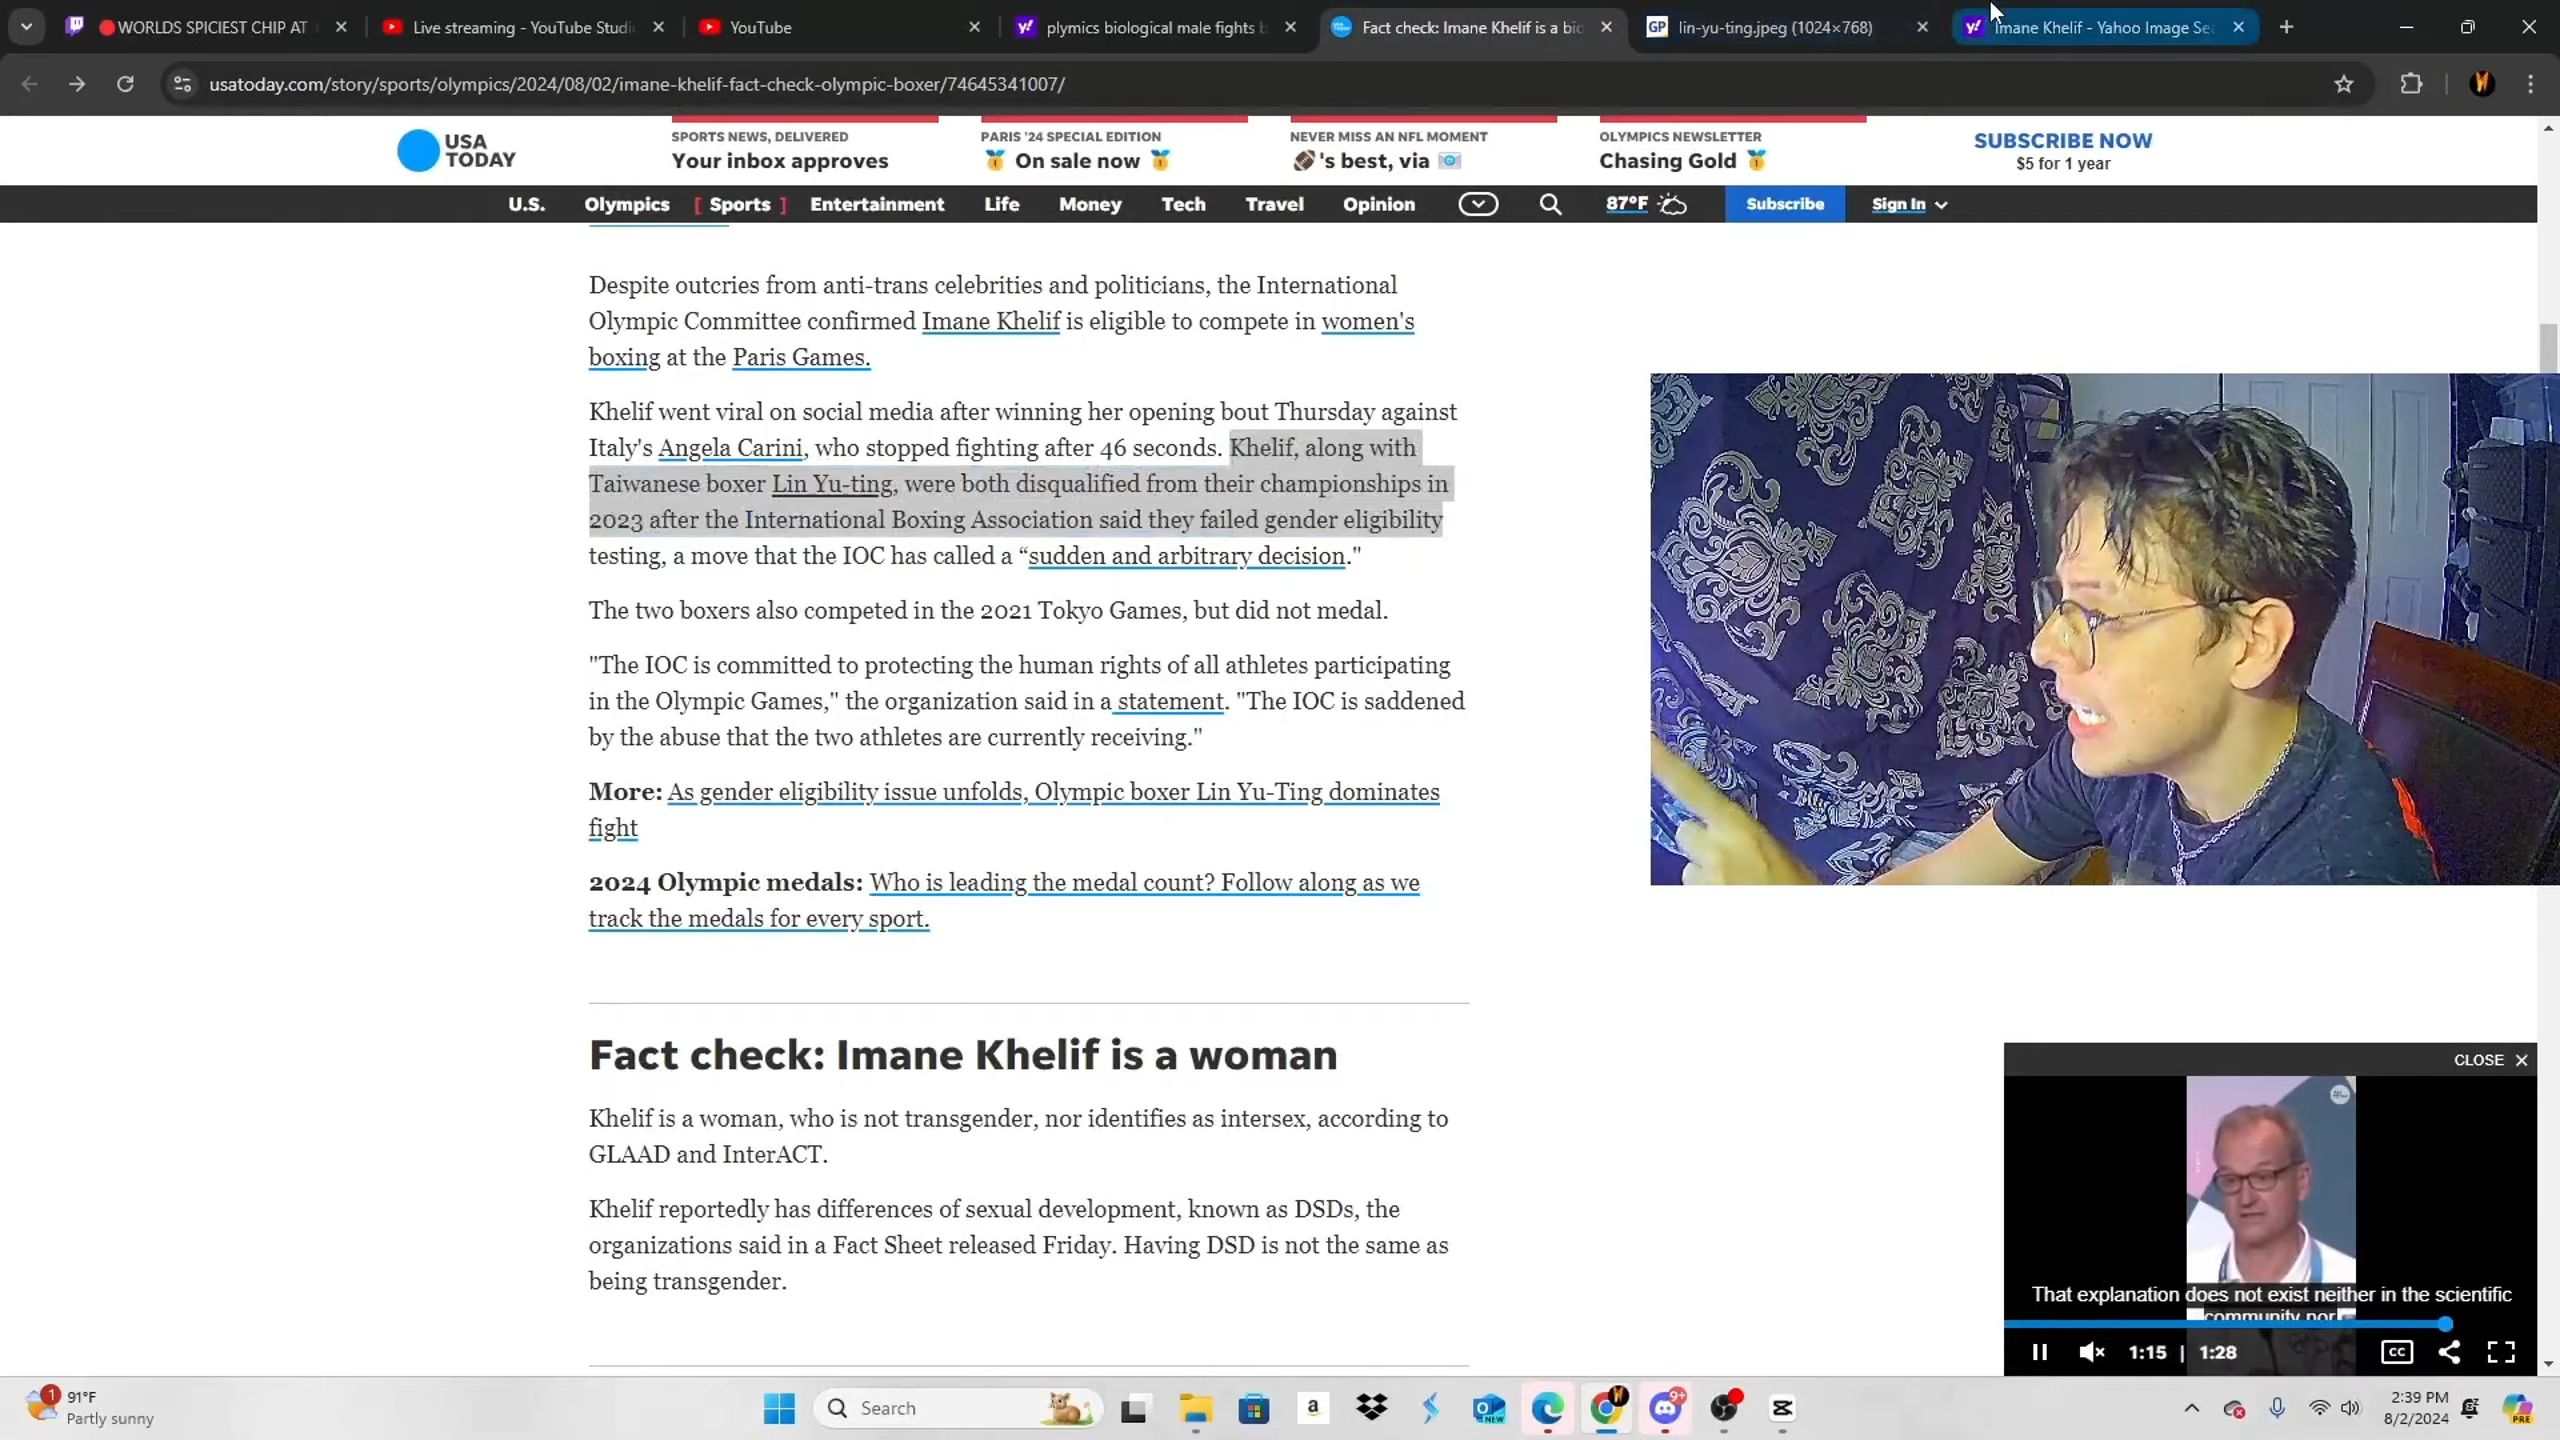 🔴WORLDS SPICIEST CHIP AT
Live streaming - YouTube Studi
YouTube
plymics biological male fights b
Fact check: Imane Khelif is a bio
GP
lin-yu-ting.jpeg (1024×768)
Imane Khelif - Yahoo Image Sea
usatoday.com/story/sports/olympics/2024/08/02/imane-khelif-fact-check-olympic-boxer/74645341007/
USA
TODAY
SPORTS NEWS, DELIVERED
Your inbox approves
PARIS '24 SPECIAL EDITION
🏅 On sale now 🏅
NEVER MISS AN NFL MOMENT
🏈's best, via 📧
OLYMPICS NEWSLETTER
Chasing Gold 🏅
SUBSCRIBE NOW
$5 for 1 year
U.S. Olympics [ Sports ] Entertainment Life Money Tech Travel Opinion 87°F Subscribe Sign In
Despite outcries from anti-trans celebrities and politicians, the International
Olympic Committee confirmed Imane Khelif is eligible to compete in women's
boxing at the Paris Games.
Khelif went viral on social media after winning her opening bout Thursday against
Italy's Angela Carini, who stopped fighting after 46 seconds. Khelif, along with
Taiwanese boxer Lin Yu-ting, were both disqualified from their championships in
2023 after the International Boxing Association said they failed gender eligibility
testing, a move that the IOC has called a “sudden and arbitrary decision."
The two boxers also competed in the 2021 Tokyo Games, but did not medal.
"The IOC is committed to protecting the human rights of all athletes participating
in the Olympic Games," the organization said in a statement. "The IOC is saddened
by the abuse that the two athletes are currently receiving."
More: As gender eligibility issue unfolds, Olympic boxer Lin Yu-Ting dominates
fight
2024 Olympic medals: Who is leading the medal count? Follow along as we
track the medals for every sport.
Fact check: Imane Khelif is a woman
Khelif is a woman, who is not transgender, nor identifies as intersex, according to
GLAAD and InterACT.
Khelif reportedly has differences of sexual development, known as DSDs, the
organizations said in a Fact Sheet released Friday. Having DSD is not the same as
being transgender.
CLOSE
That explanation does not exist neither in the scientific
community nor
1:15 | 1:28
CC
1
91°F
Partly sunny
Search
a
NEW
9+
2:39 PM
8/2/2024
PRE